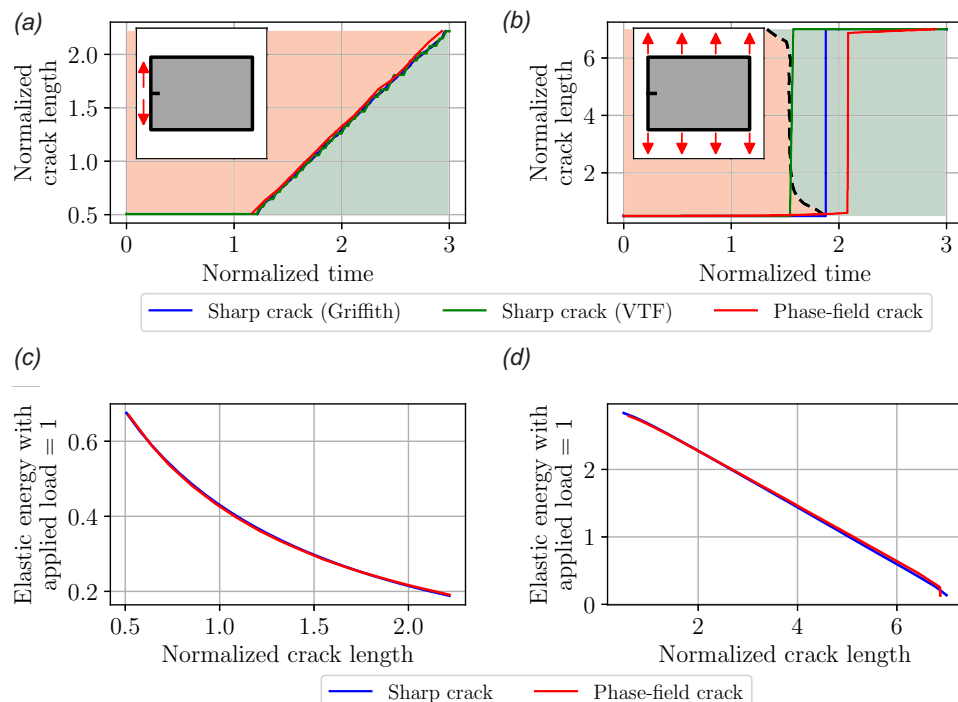 (a)
(b)
Normalized
crack length
2.0
1.5
1.0
0.5
0
1
2
3
Normalized time
Normalized
crack length
6
4
2
0
1
2
3
Normalized time
Sharp crack (Griffith)
Sharp crack (VTF)
Phase-field crack
(c)
(d)
Elastic energy with
applied load = 1
0.6
0.4
0.2
0.5
1.0
1.5
2.0
Normalized crack length
Elastic energy with
applied load = 1
2
1
0
2
4
6
Normalized crack length
Sharp crack
Phase-field crack